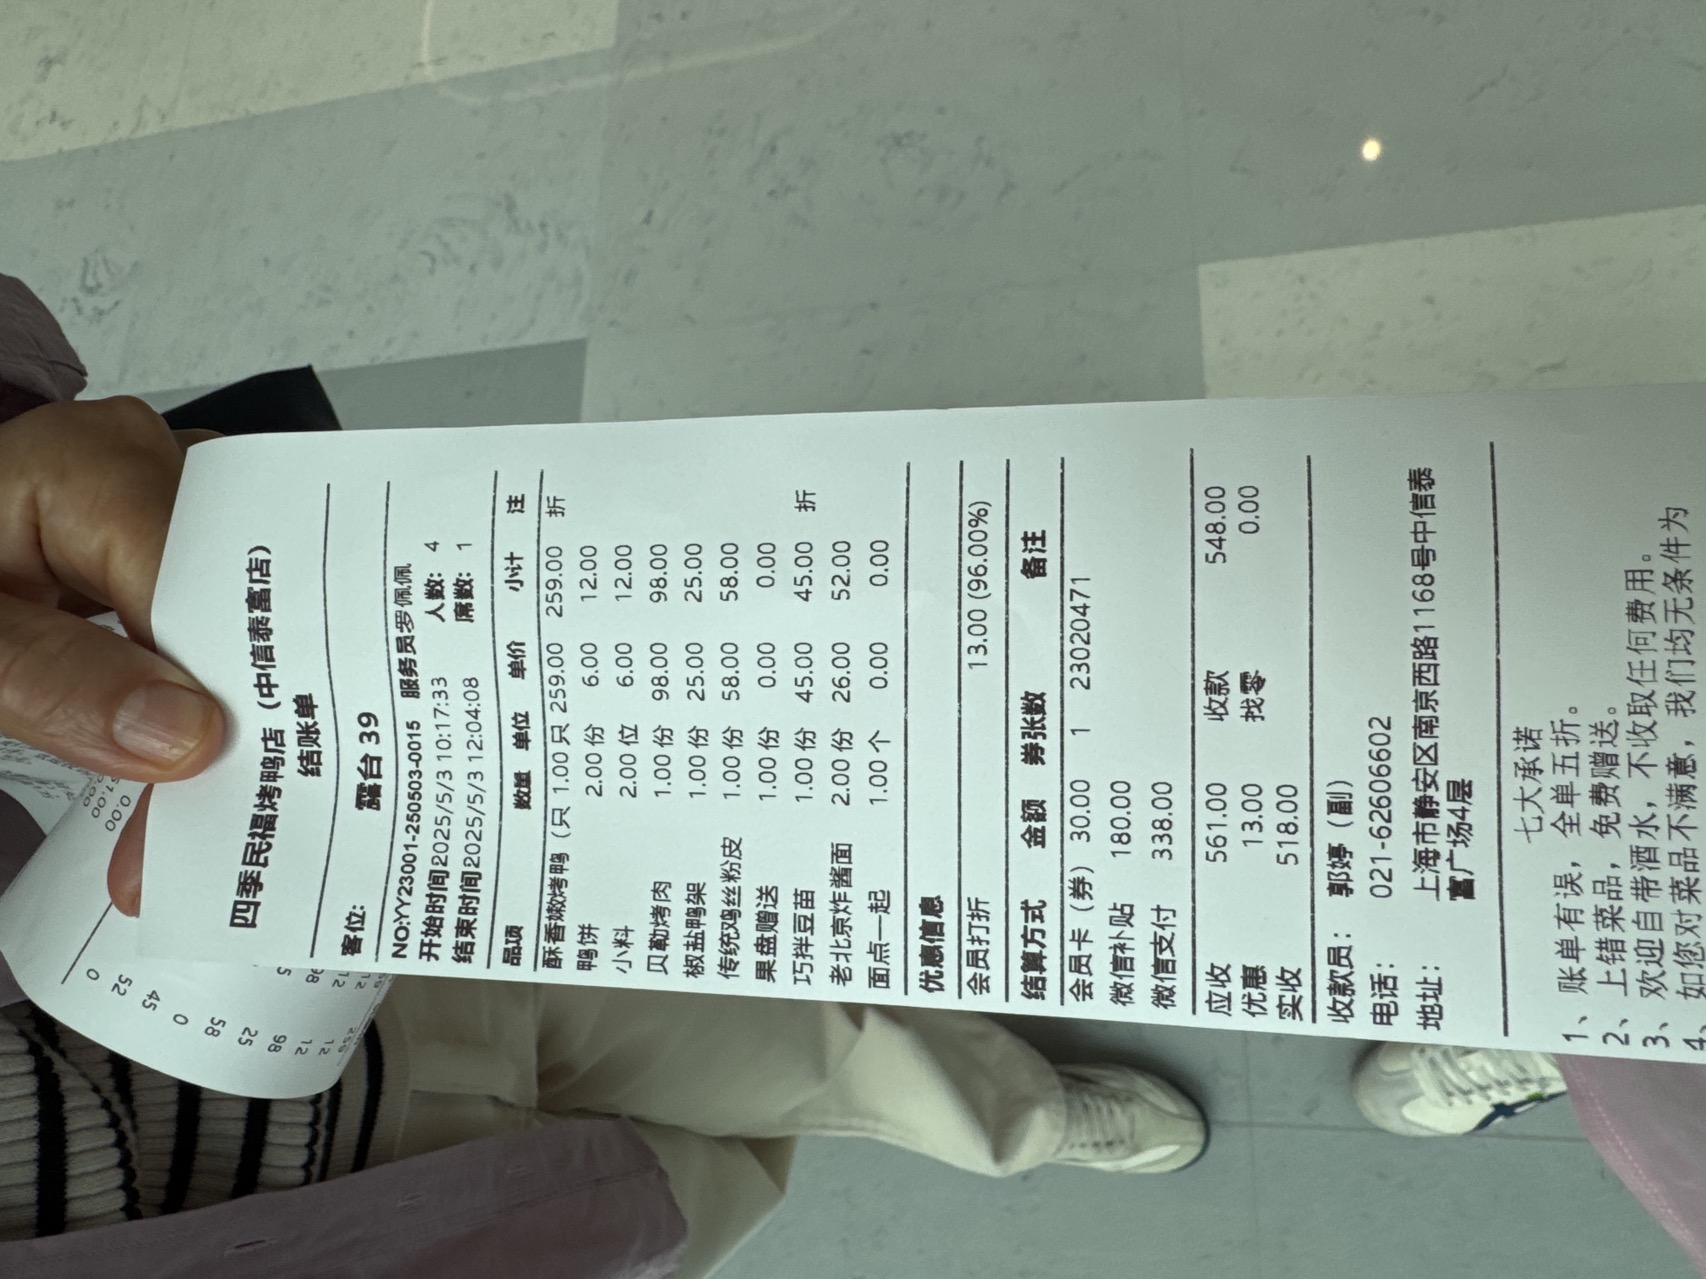 四季民福烤鸭店（中信泰富店）
结账单
客位: 露台 39
NO:YY23001-250503-0015 服务员罗佩佩
开始时间2025/5/3 10:17:33 人数: 4
结束时间2025/5/3 12:04:08 席数: 1
品项 数量 单位 单价 小计 注
酥香嫩烤鸭（只 1.00 只 259.00 259.00 折
鸭饼 2.00 份 6.00 12.00
小料 2.00 位 6.00 12.00
贝勒烤肉 1.00 份 98.00 98.00
椒盐鸭架 1.00 份 25.00 25.00
传统鸡丝粉皮 1.00 份 58.00 58.00
果盘赠送 1.00 份 0.00 0.00
巧拌豆苗 1.00 份 45.00 45.00 折
老北京炸酱面 2.00 份 26.00 52.00
面点一起 1.00 个 0.00 0.00
优惠信息
会员打折 13.00 (96.00%)
结算方式 金额 券张数 备注
会员卡（券） 30.00 1 23020471
微信补贴 180.00
微信支付 338.00
应收 561.00 收款 548.00
优惠 13.00 找零 0.00
实收 518.00
收款员: 郭婷（副）
电话: 021-62606602
地址: 上海市静安区南京西路1168号中信泰
富广场4层
七大承诺
1、账单有误，全单五折。
2、上错菜品，免费赠送。
3、欢迎自带酒水，不收取任何费用。
4、如您对菜品不满意，我们均无条件为
0.00
0
52
45
0
58
25
98
12
12